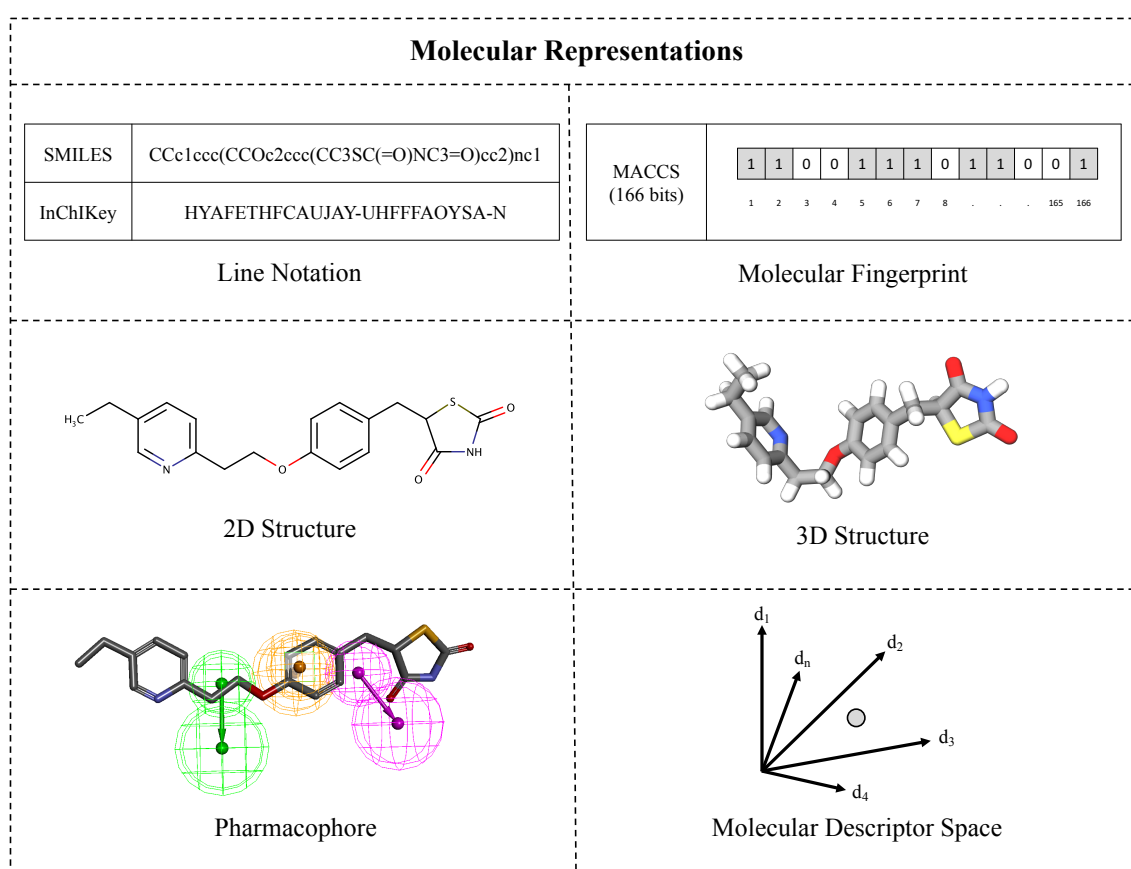 Molecular Representations
SMILES CCc1ccc(CCOc2ccc(CC3SC(=O)NC3=O)cc2)nc1
InChIKey HYAFETHFCAUJAY-UHFFFAOYSA-N
Line Notation
MACCS
(166 bits)
1 1 0 0 1 1 1 0 1 1 0 0 1
1 2 3 4 5 6 7 8 . . . 165 166
Molecular Fingerprint
H3C
N
O
S
O
NH
O
2D Structure
3D Structure
Pharmacophore
d1
d2
dn
d3
d4
Molecular Descriptor Space